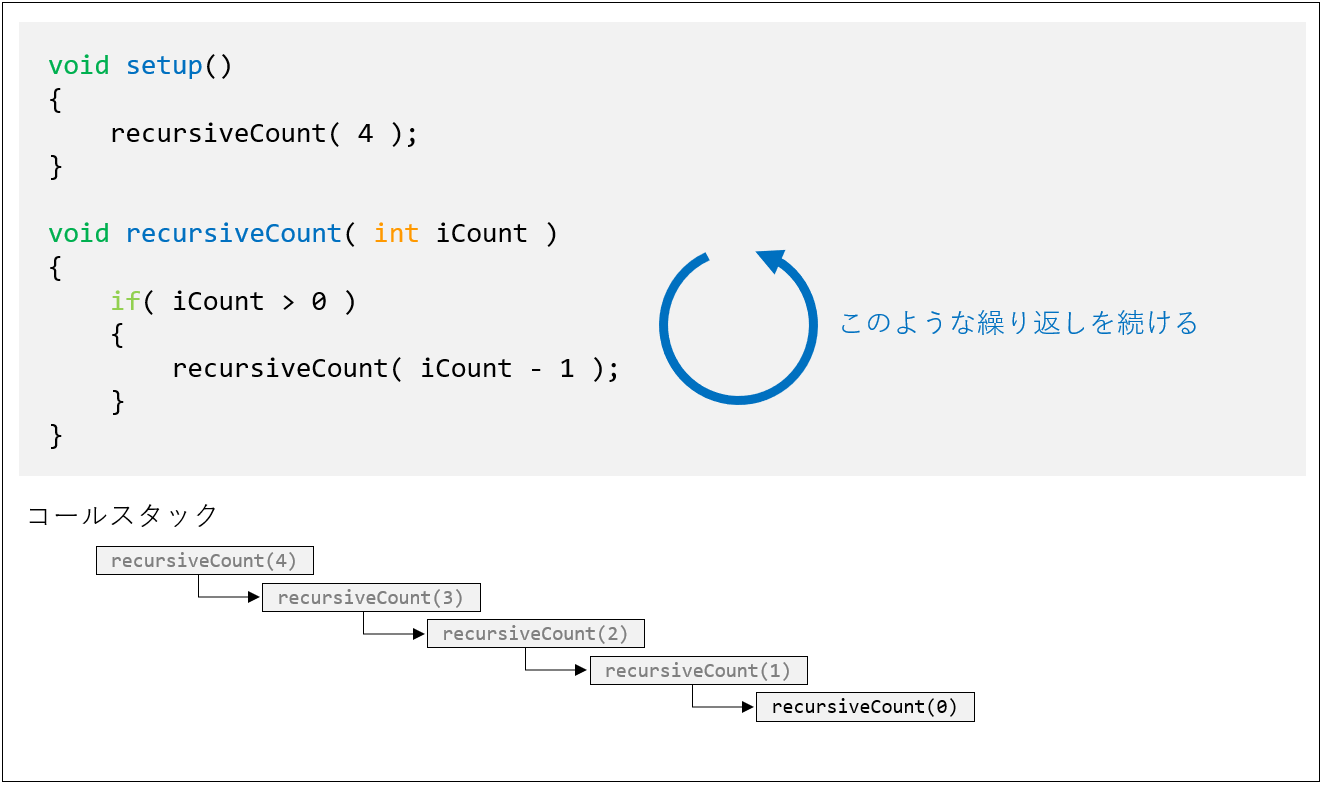 void setup()
{
    recursiveCount( 4 );
}
void recursiveCount( int iCount )
{
    if( iCount > 0 )
    {
        recursiveCount( iCount - 1 );
    }
}
このような繰り返しを続ける
コールスタック
recursiveCount(4)
recursiveCount(3)
recursiveCount(2)
recursiveCount(1)
recursiveCount(0)